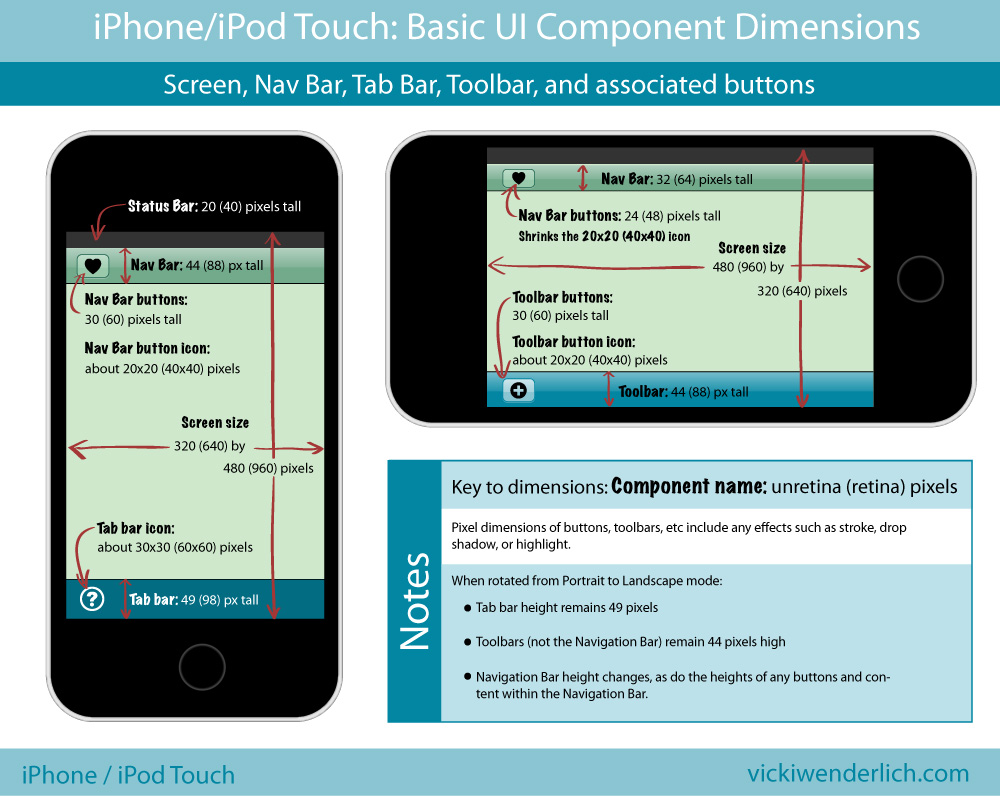 iPhone/iPod Touch: Basic UI Component Dimensions
Screen, Nav Bar, Tab Bar, Toolbar, and associated buttons
Status Bar: 20 (40) pixels tall
Nav Bar: 44 (88) px tall
Nav Bar buttons:
30 (60) pixels tall
Nav Bar button icon:
about 20x20 (40x40) pixels
Screen size
320 (640) by
480 (960) pixels
Tab bar icon:
about 30x30 (60x60) pixels
?
Tab bar: 49 (98) px tall
Nav Bar: 32 (64) pixels tall
Nav Bar buttons: 24 (48) pixels tall
Shrinks the 20x20 (40x40) icon
Screen size
480 (960) by
320 (640) pixels
Toolbar buttons:
30 (60) pixels tall
Toolbar button icon:
about 20x20 (40x40) pixels
Toolbar: 44 (88) px tall
Notes
Key to dimensions: Component name: unretina (retina) pixels
Pixel dimensions of buttons, toolbars, etc include any effects such as stroke, drop
shadow, or highlight.
When rotated from Portrait to Landscape mode:
● Tab bar height remains 49 pixels
● Toolbars (not the Navigation Bar) remain 44 pixels high
● Navigation Bar height changes, as do the heights of any buttons and con-
tent within the Navigation Bar.
iPhone / iPod Touch
vickiwenderlich.com